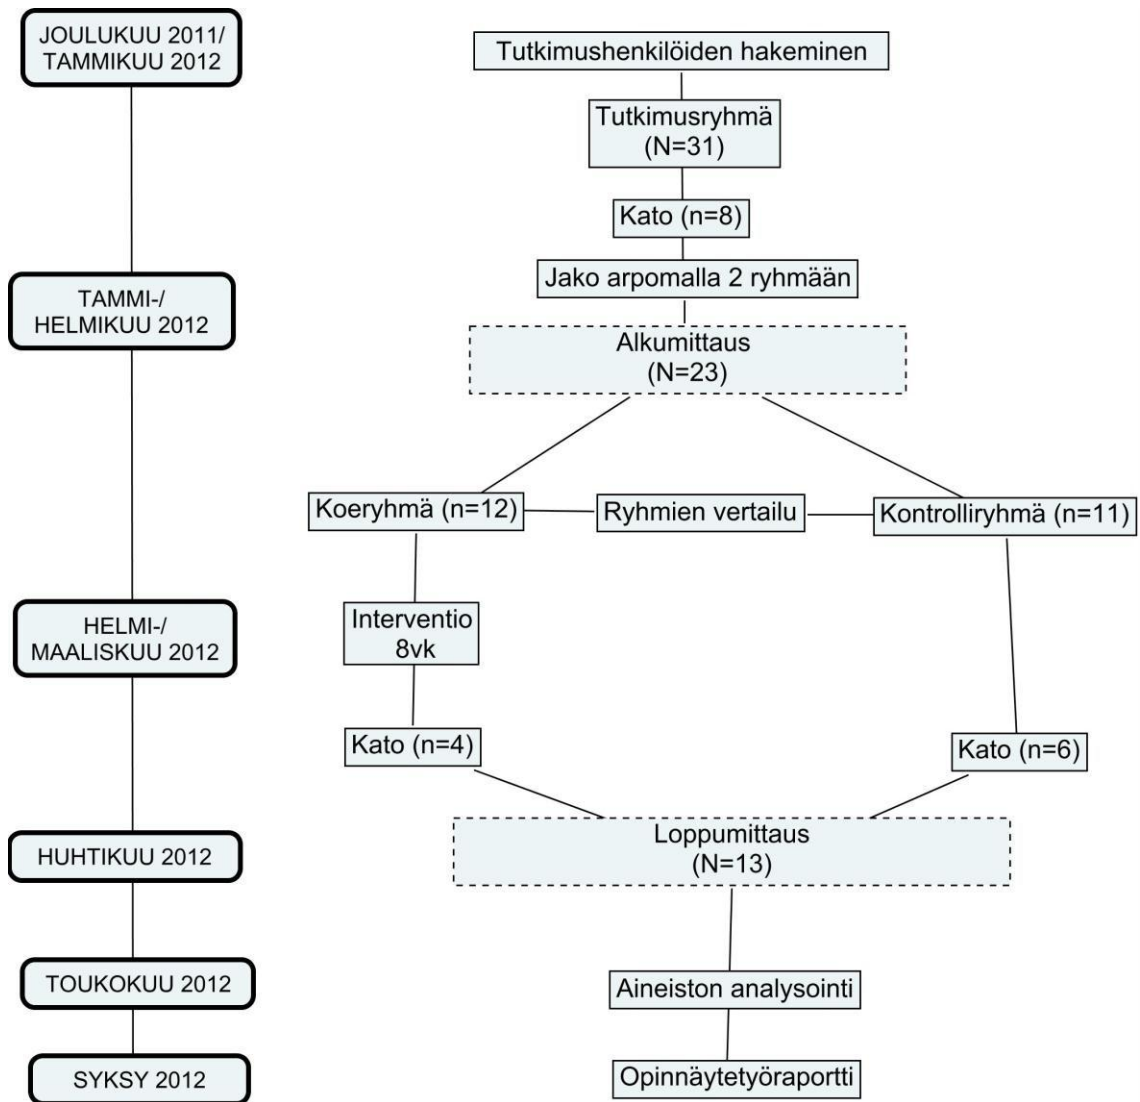 JOULUKUU 2011/
TAMMIKUU 2012
Tutkimushenkilöiden hakeminen
Tutkimusryhmä
(N=31)
Kato (n=8)
Jako arpomalla 2 ryhmään
TAMMI-/
HELMIKUU 2012
Alkumittaus
(N=23)
Koeryhmä (n=12)
Ryhmien vertailu
Kontrolliryhmä (n=11)
HELMI-/
MAALISKUU 2012
Interventio
8vk
Kato (n=4)
Kato (n=6)
HUHTIKUU 2012
Loppumittaus
(N=13)
TOUKOKUU 2012
Aineiston analysointi
SYKSY 2012
Opinnäytetyöraportti